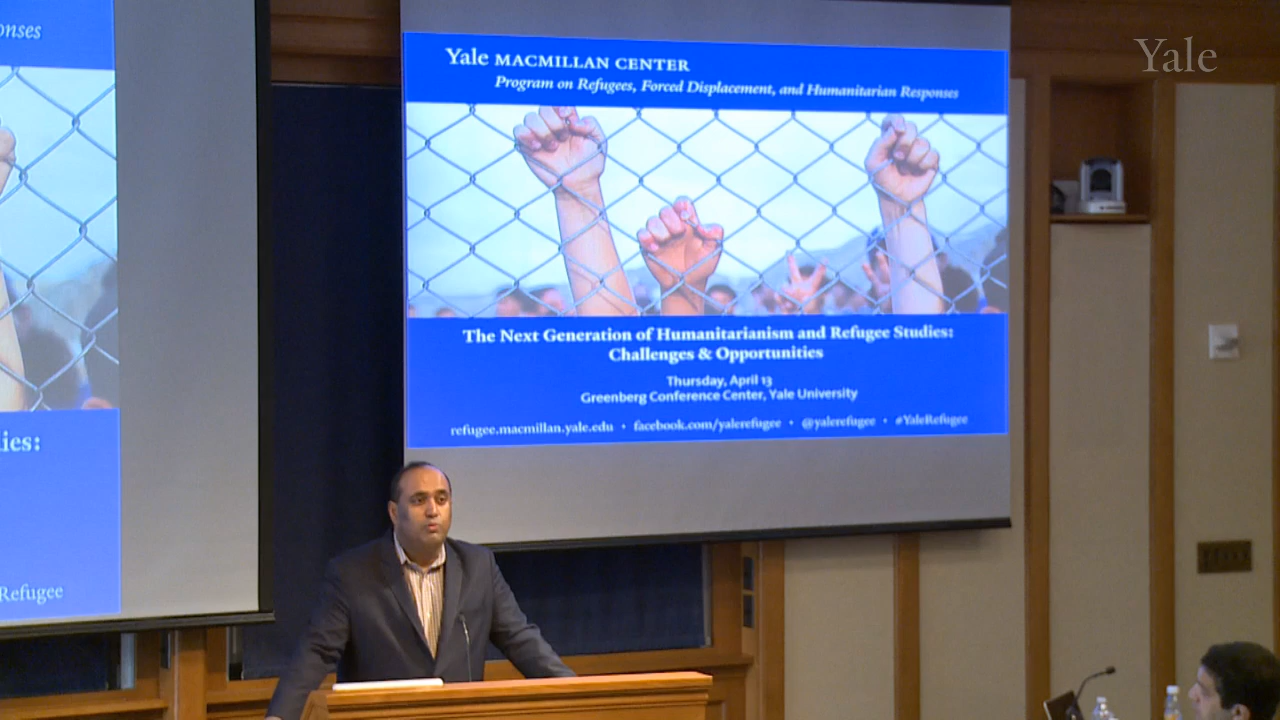 onses
ies:
Refugee
Yale MACMILLAN CENTER
Program on Refugees, Forced Displacement, and Humanitarian Responses
The Next Generation of Humanitarianism and Refugee Studies:
Challenges & Opportunities
Thursday, April 13
Greenberg Conference Center, Yale University
refugee.macmillan.yale.edu • facebook.com/yalerefugee • @yalerefugee • #YaleRefugee
Yale